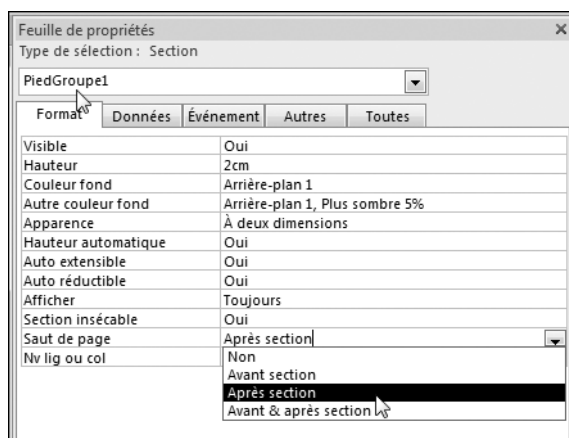 Feuille de propriétés
Type de sélection : Section
PiedGroupe1
Format Données Événement Autres Toutes
Visible Oui
Hauteur 2cm
Couleur fond Arrière-plan 1
Autre couleur fond Arrière-plan 1, Plus sombre 5%
Apparence À deux dimensions
Hauteur automatique Oui
Auto extensible Oui
Auto réductible Oui
Afficher Toujours
Section insécable Oui
Saut de page Après section
Nv lig ou col
Non
Avant section
Après section
Avant & après section